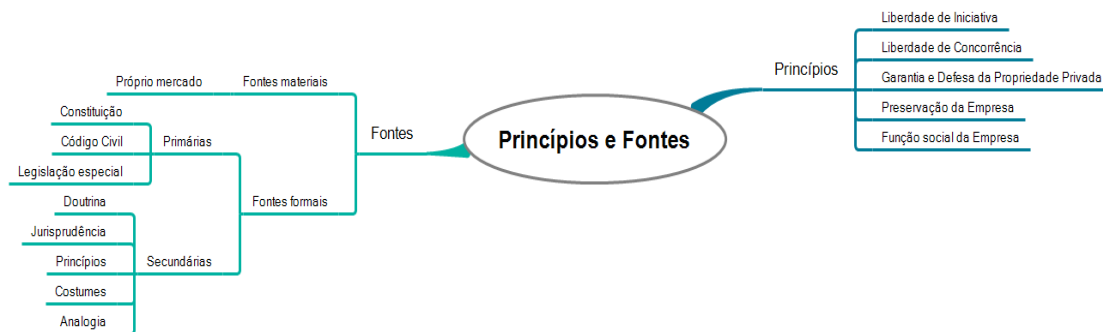 Princípios e Fontes
Princípios
Liberdade de Iniciativa
Liberdade de Concorrência
Garantia e Defesa da Propriedade Privada
Preservação da Empresa
Função social da Empresa
Fontes
Fontes materiais
Próprio mercado
Fontes formais
Primárias
Constituição
Código Civil
Legislação especial
Secundárias
Doutrina
Jurisprudência
Princípios
Costumes
Analogia